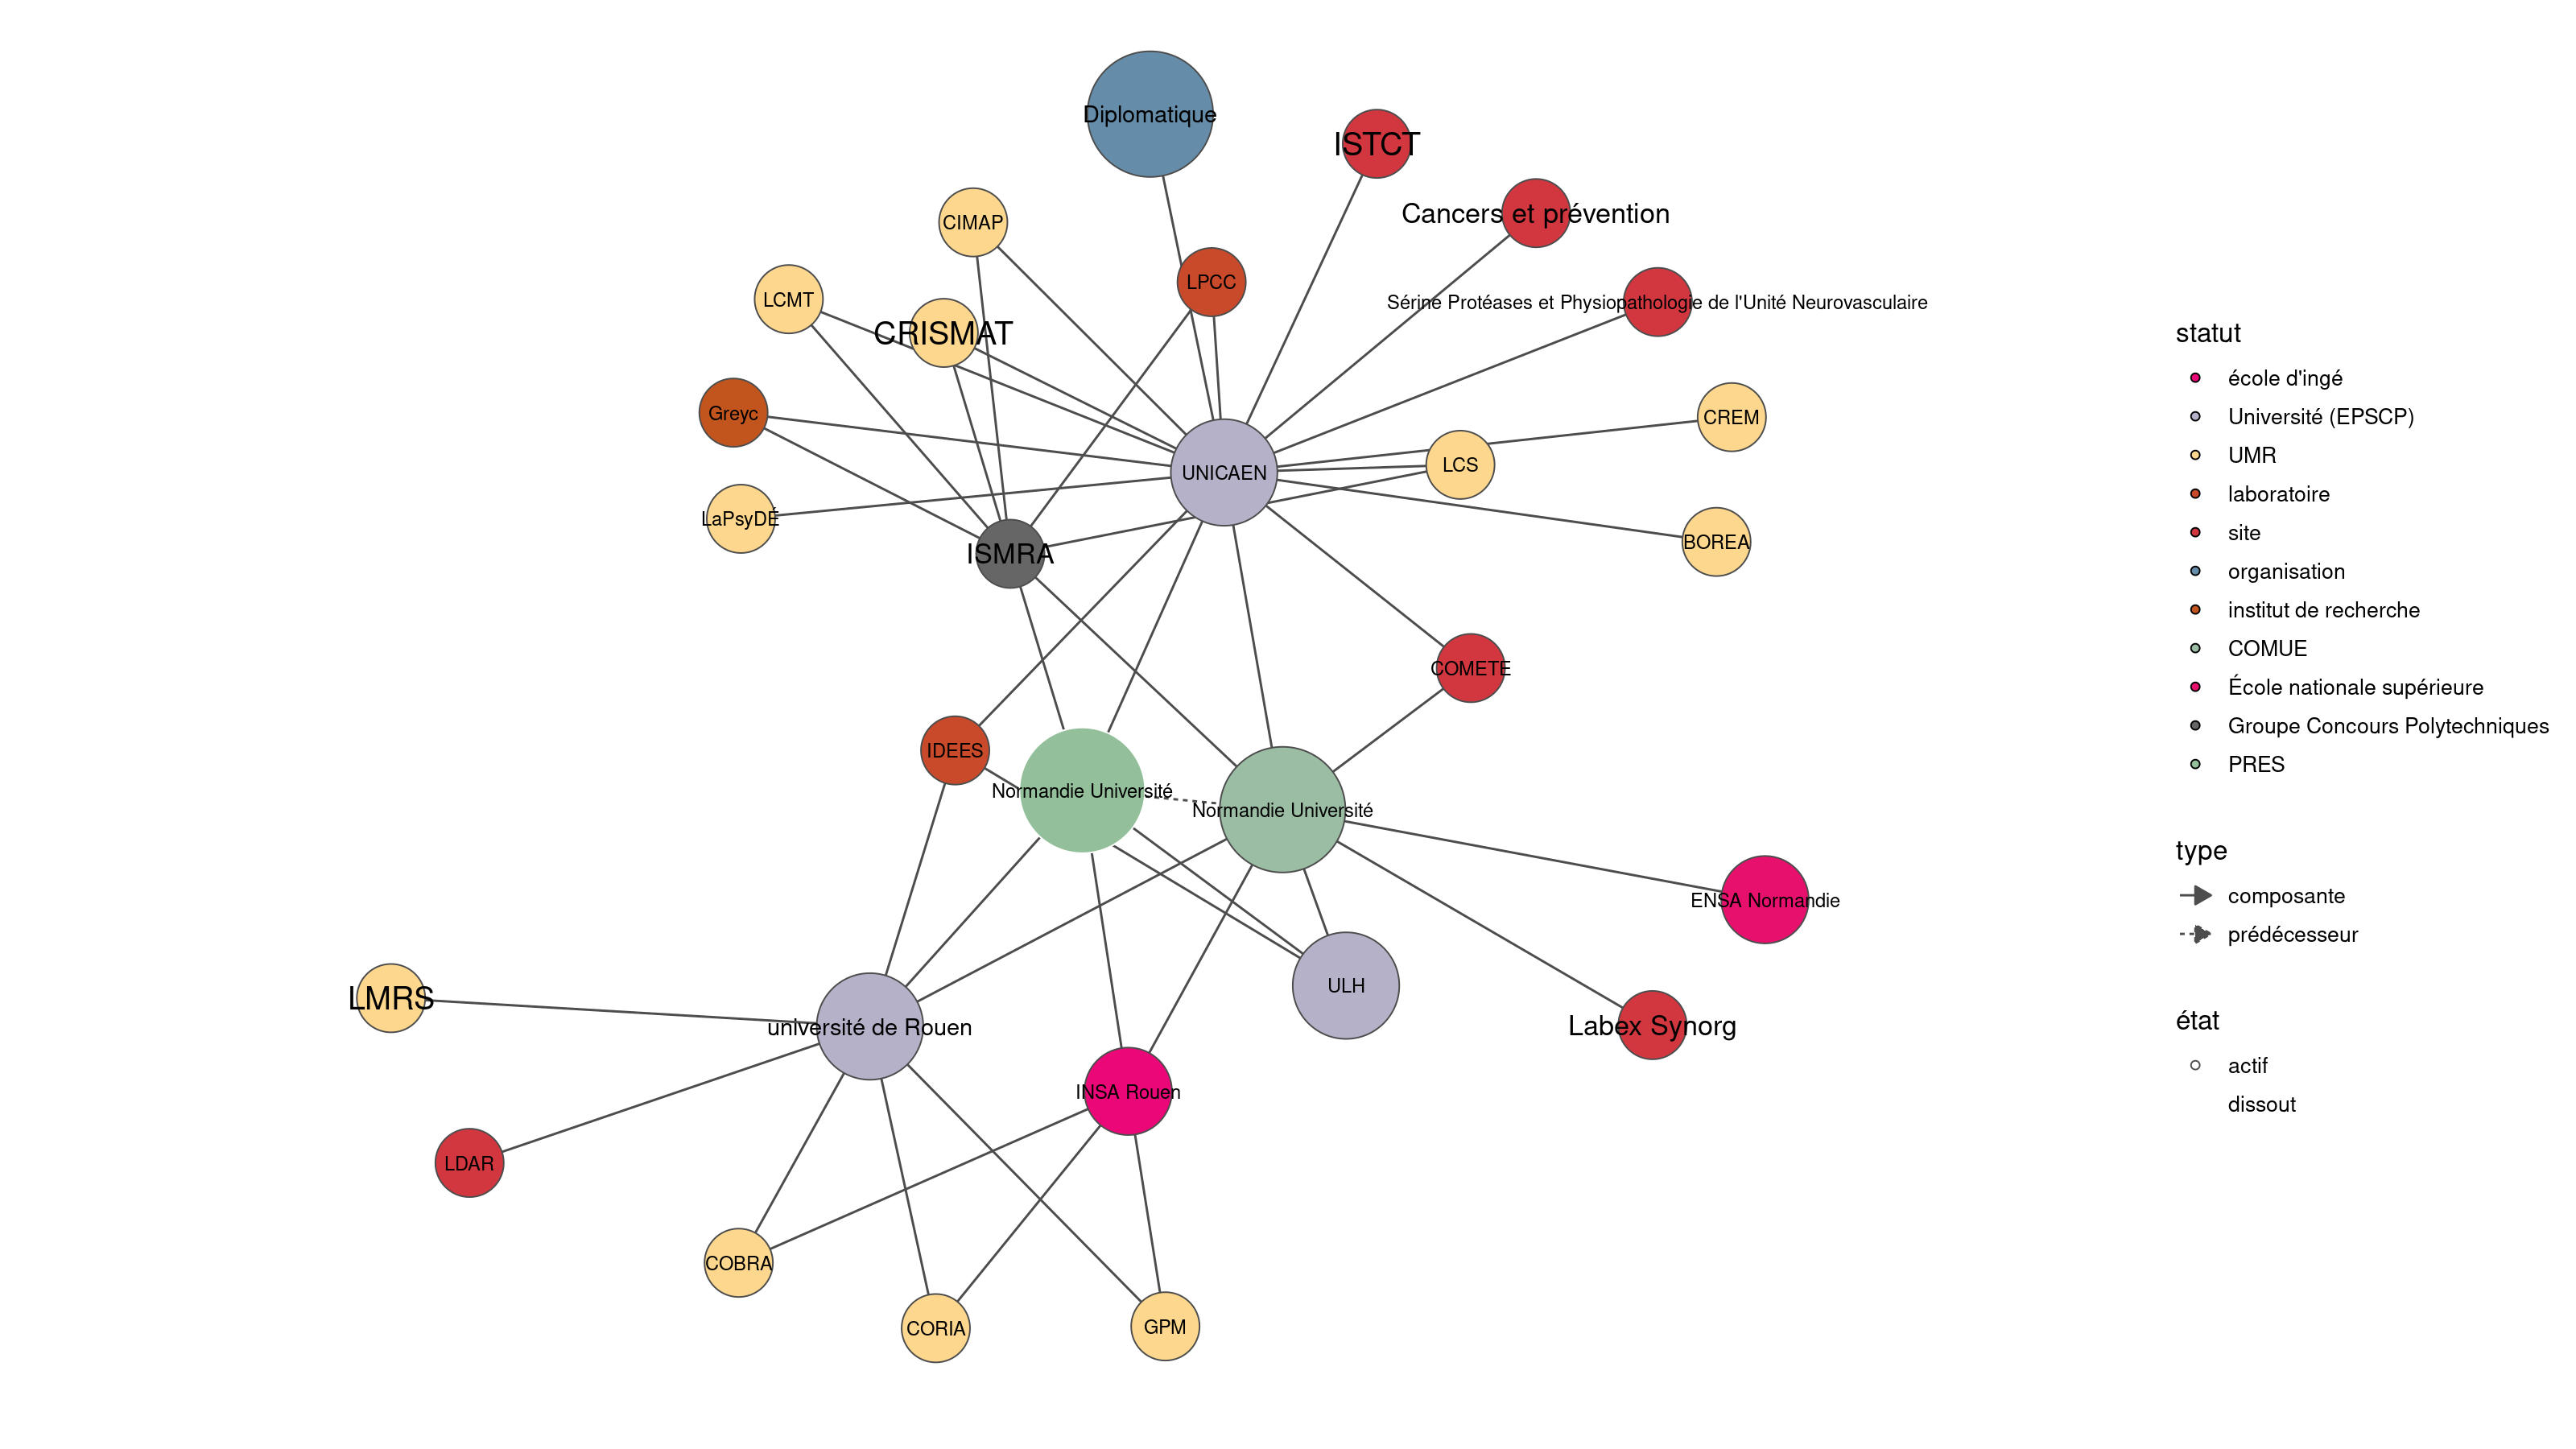 Diplomatique
ISTCT
Cancers et prévention
CIMAP
LPCC
LCMT
Sérine Protéases et Physiopathologie de l'Unité Neurovasculaire
CRISMAT
Greyc
CREM
LCS
UNICAEN
LaPsyDÉ
BOREA
ISMRA
COMETE
IDEES
Normandie Université
Normandie Université
ENSA Normandie
ULH
LMRS
université de Rouen
Labex Synorg
INSA Rouen
LDAR
COBRA
CORIA
GPM
statut
école d'ingé
Université (EPSCP)
UMR
laboratoire
site
organisation
institut de recherche
COMUE
École nationale supérieure
Groupe Concours Polytechniques
PRES
type
composante
prédécesseur
état
actif
dissout